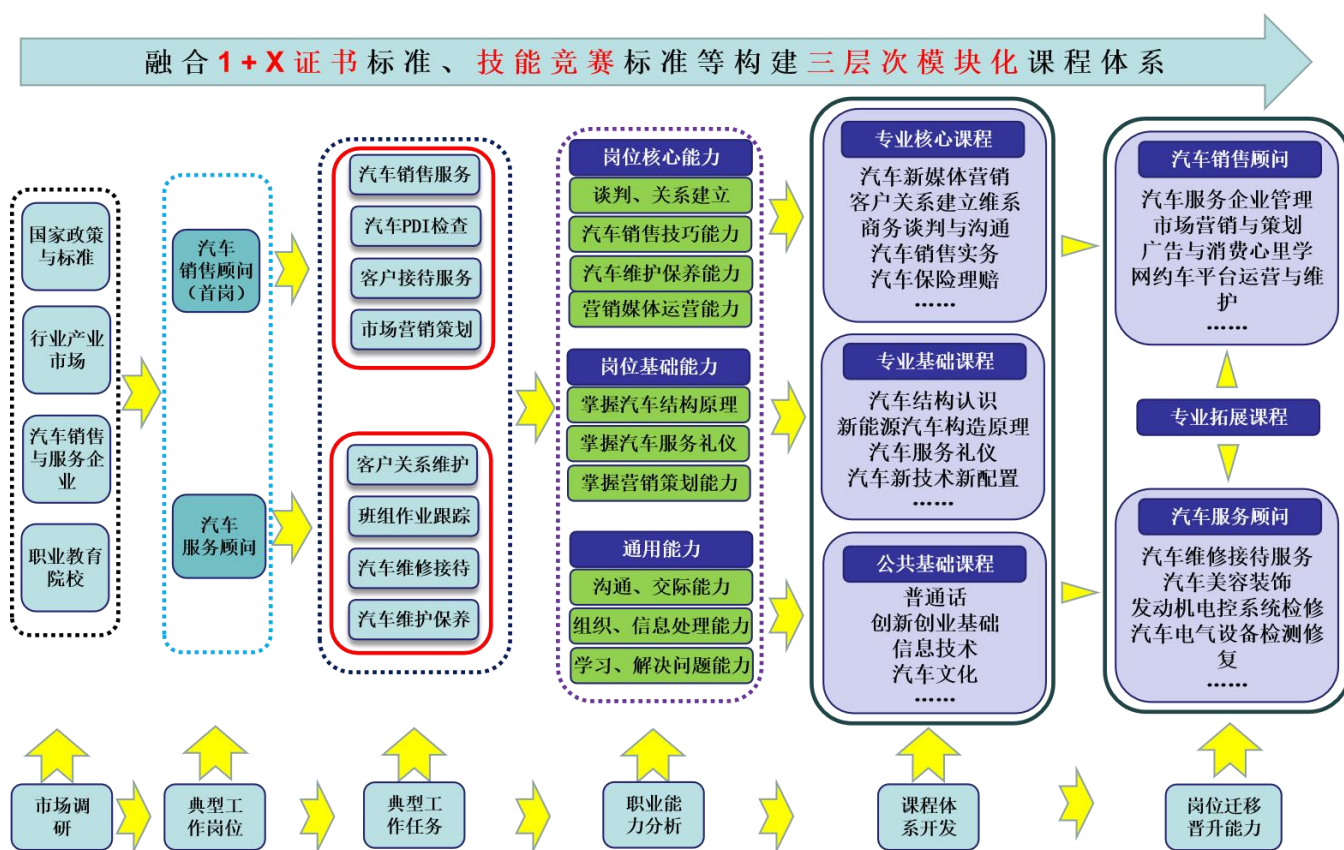 融合1+X证书标准、技能竞赛标准等构建三层次模块化课程体系
国家政策
与标准
行业产业
市场
汽车销售
与服务企
业
职业教育
院校
汽车
销售顾问
（首岗）
汽车
服务顾问
汽车销售服务
汽车PDI检查
客户接待服务
市场营销策划
客户关系维护
班组作业跟踪
汽车维修接待
汽车维护保养
岗位核心能力
谈判、关系建立
汽车销售技巧能力
汽车维护保养能力
营销媒体运营能力
岗位基础能力
掌握汽车结构原理
掌握汽车服务礼仪
掌握营销策划能力
通用能力
沟通、交际能力
组织、信息处理能力
学习、解决问题能力
专业核心课程
汽车新媒体营销
客户关系建立维系
商务谈判与沟通
汽车销售实务
汽车保险理赔
……
专业基础课程
汽车结构认识
新能源汽车构造原理
汽车服务礼仪
汽车新技术新配置
……
公共基础课程
普通话
创新创业基础
信息技术
汽车文化
……
汽车销售顾问
汽车服务企业管理
市场营销与策划
广告与消费心里学
网约车平台运营与维
护
……
专业拓展课程
汽车服务顾问
汽车维修接待服务
汽车美容装饰
发动机电控系统检修
汽车电气设备检测修
复
……
市场调
研
典型工
作岗位
典型工
作任务
职业能
力分析
课程体
系开发
岗位迁移
晋升能力